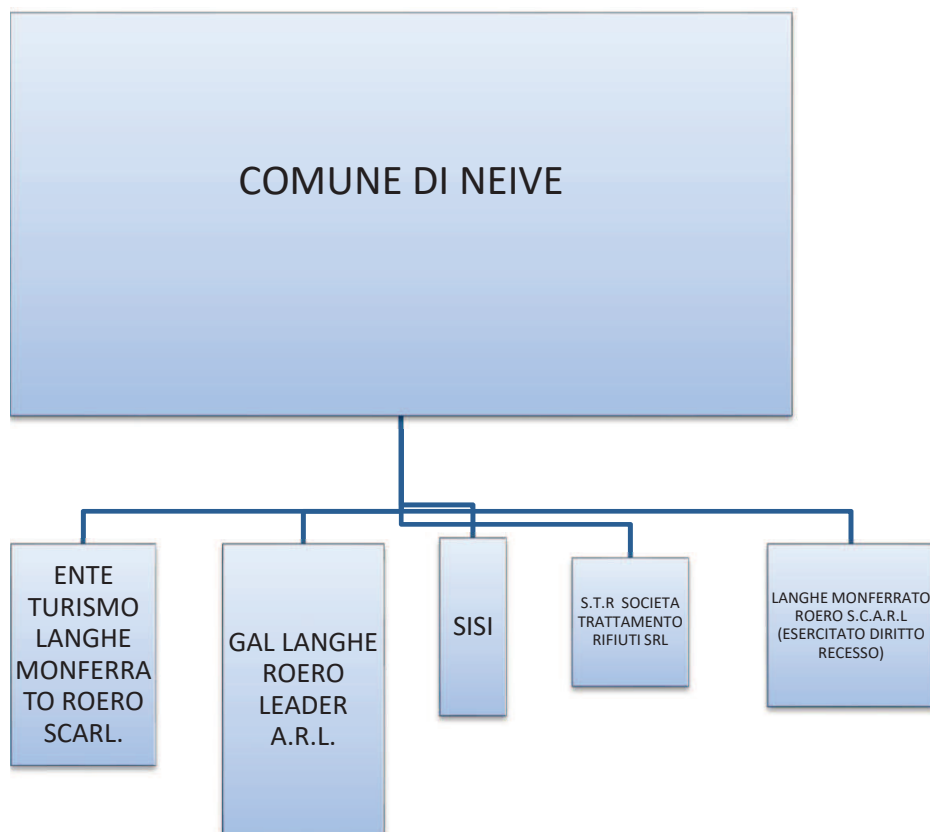 COMUNE DI NEIVE
ENTE
TURISMO
LANGHE
MONFERRA
TO ROERO
SCARL.
GAL LANGHE
ROERO
LEADER
A.R.L.
SISI
S.T.R SOCIETA
TRATTAMENTO
RIFIUTI SRL
LANGHE MONFERRATO
ROERO S.C.A.R.L
(ESERCITATO DIRITTO
RECESSO)